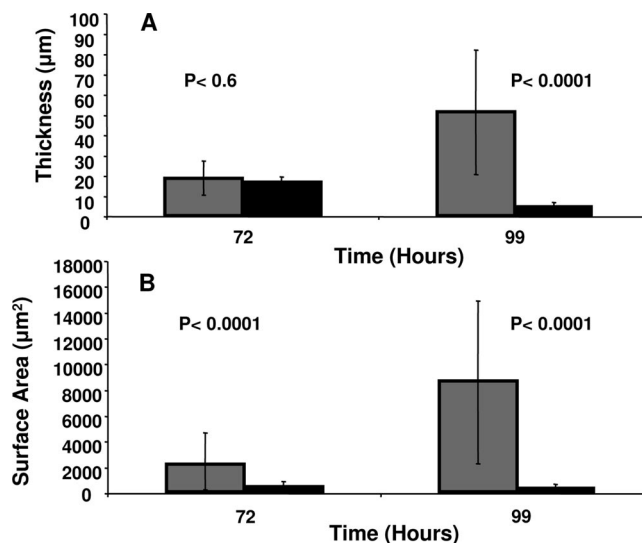 A
Thickness (µm)
100
90
80
70
60
50
40
30
20
10
0
P< 0.6
P< 0.0001
72
99
Time (Hours)
B
Surface Area (µm²)
18000
16000
14000
12000
10000
8000
6000
4000
2000
0
P< 0.0001
P< 0.0001
72
99
Time (Hours)